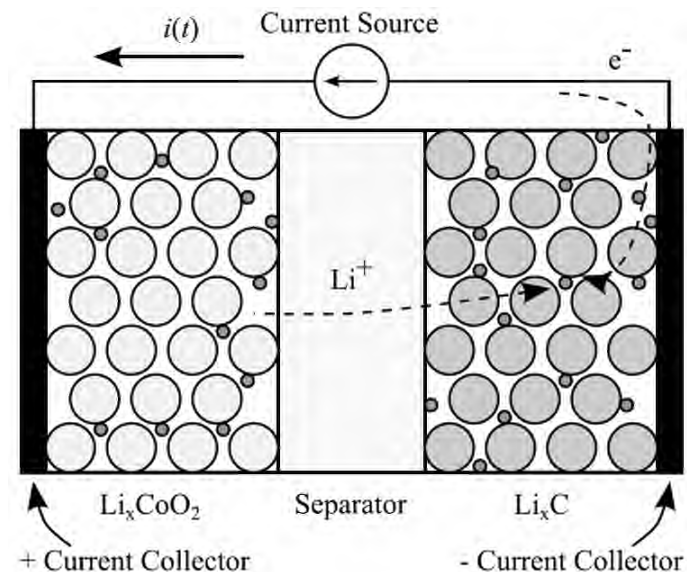 i(t)
Current Source
e⁻
Li⁺
LiₓCoO₂
Separator
LiₓC
+ Current Collector
- Current Collector